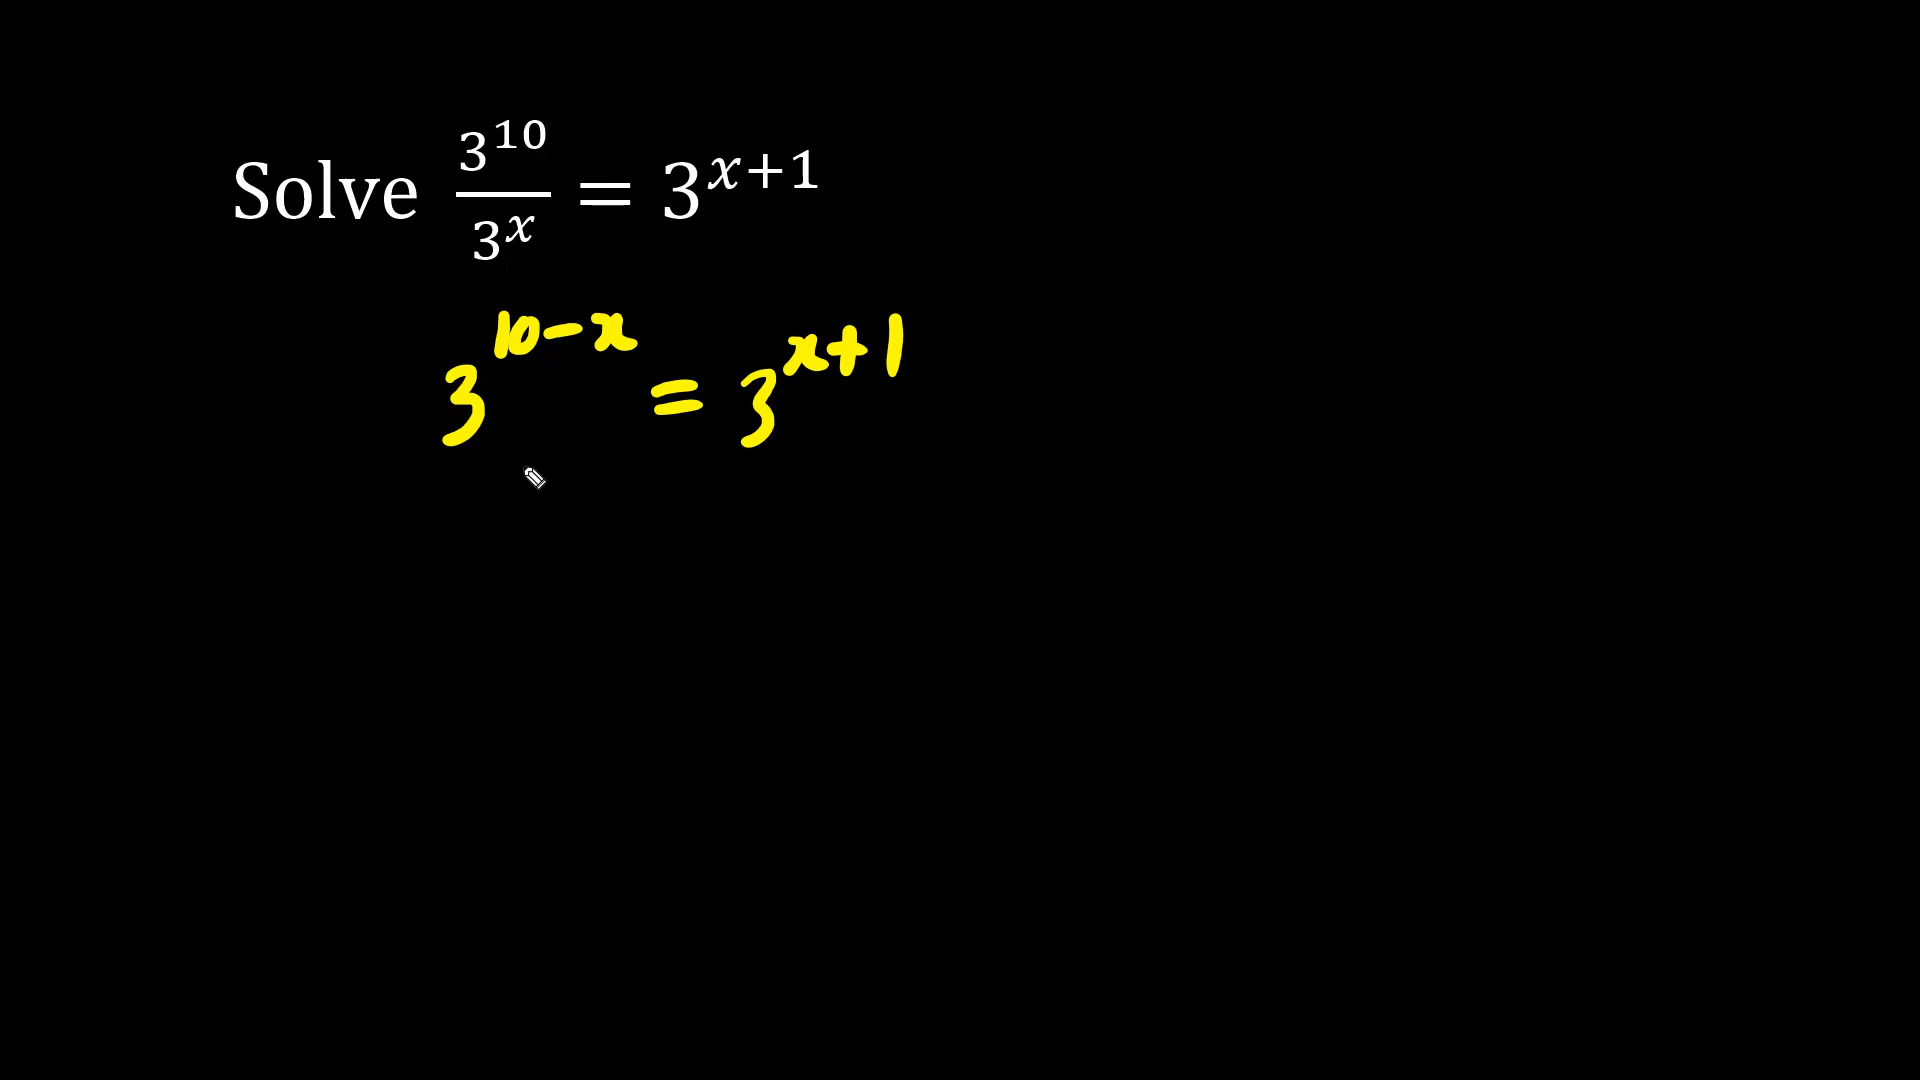 Solve 3^10/3^x = 3^(x+1)
3^(10-x) = 3^(x+1)